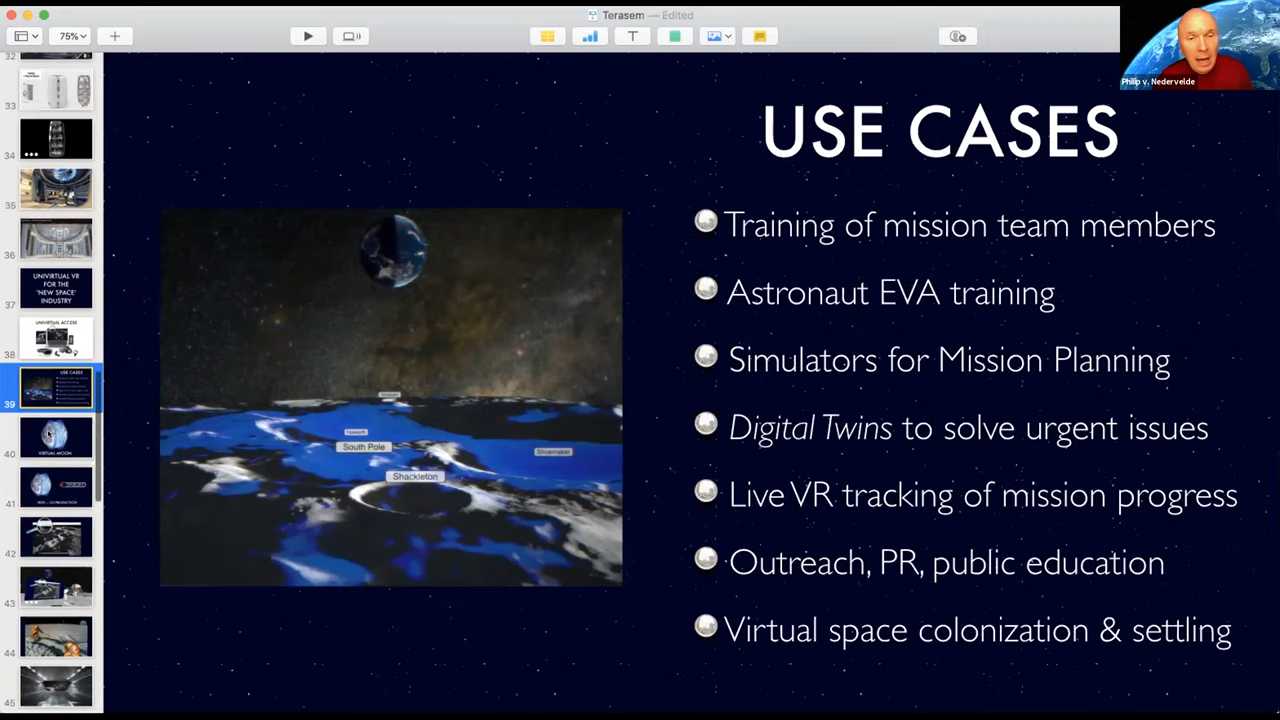 Terasem — Edited
75%
Philip v. Nedervelde
32
33
34
35
36
UNIVIRTUAL VR
FOR THE
'NEW SPACE'
INDUSTRY
37
UNIVIRTUAL ACCESS
38
USE CASES
39
VIRTUAL MOON
40
41
42
43
44
45
USE CASES
Training of mission team members
Astronaut EVA training
Simulators for Mission Planning
Digital Twins to solve urgent issues
Live VR tracking of mission progress
Outreach, PR, public education
Virtual space colonization & settling
South Pole
Shoemaker
Shackleton